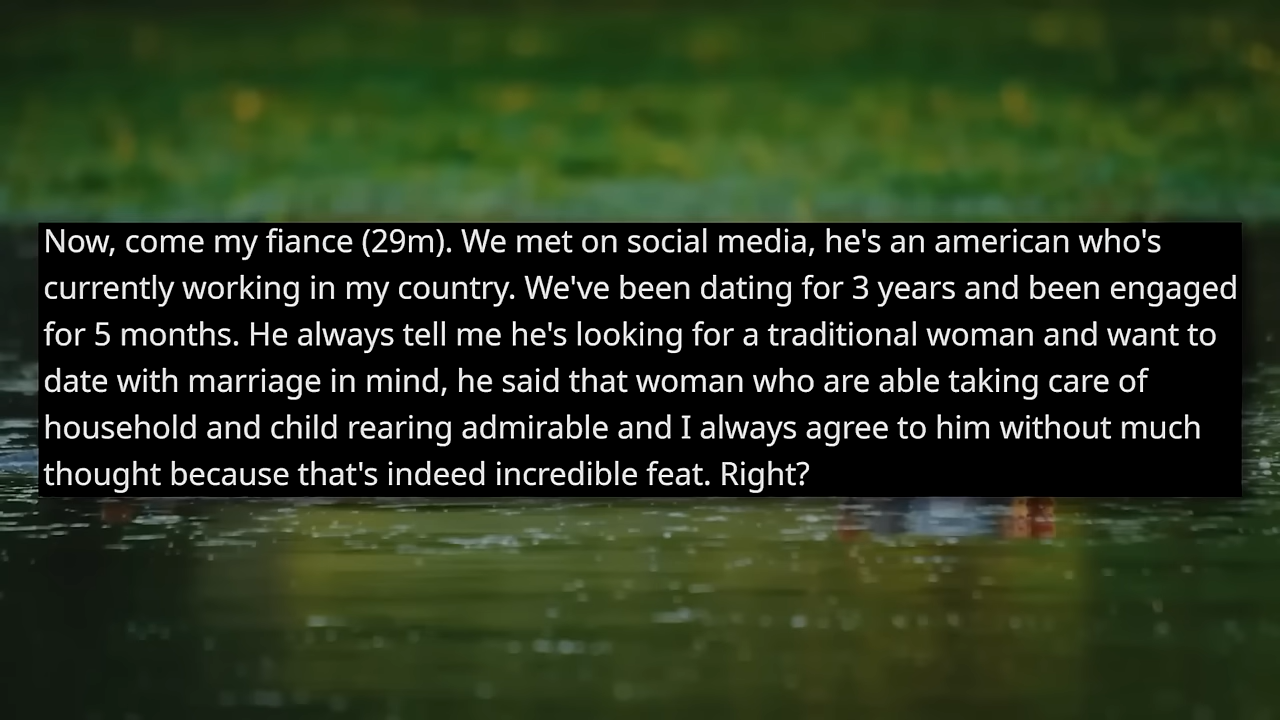 Now, come my fiance (29m). We met on social media, he's an american who's
currently working in my country. We've been dating for 3 years and been engaged
for 5 months. He always tell me he's looking for a traditional woman and want to
date with marriage in mind, he said that woman who are able taking care of
household and child rearing admirable and I always agree to him without much
thought because that's indeed incredible feat. Right?